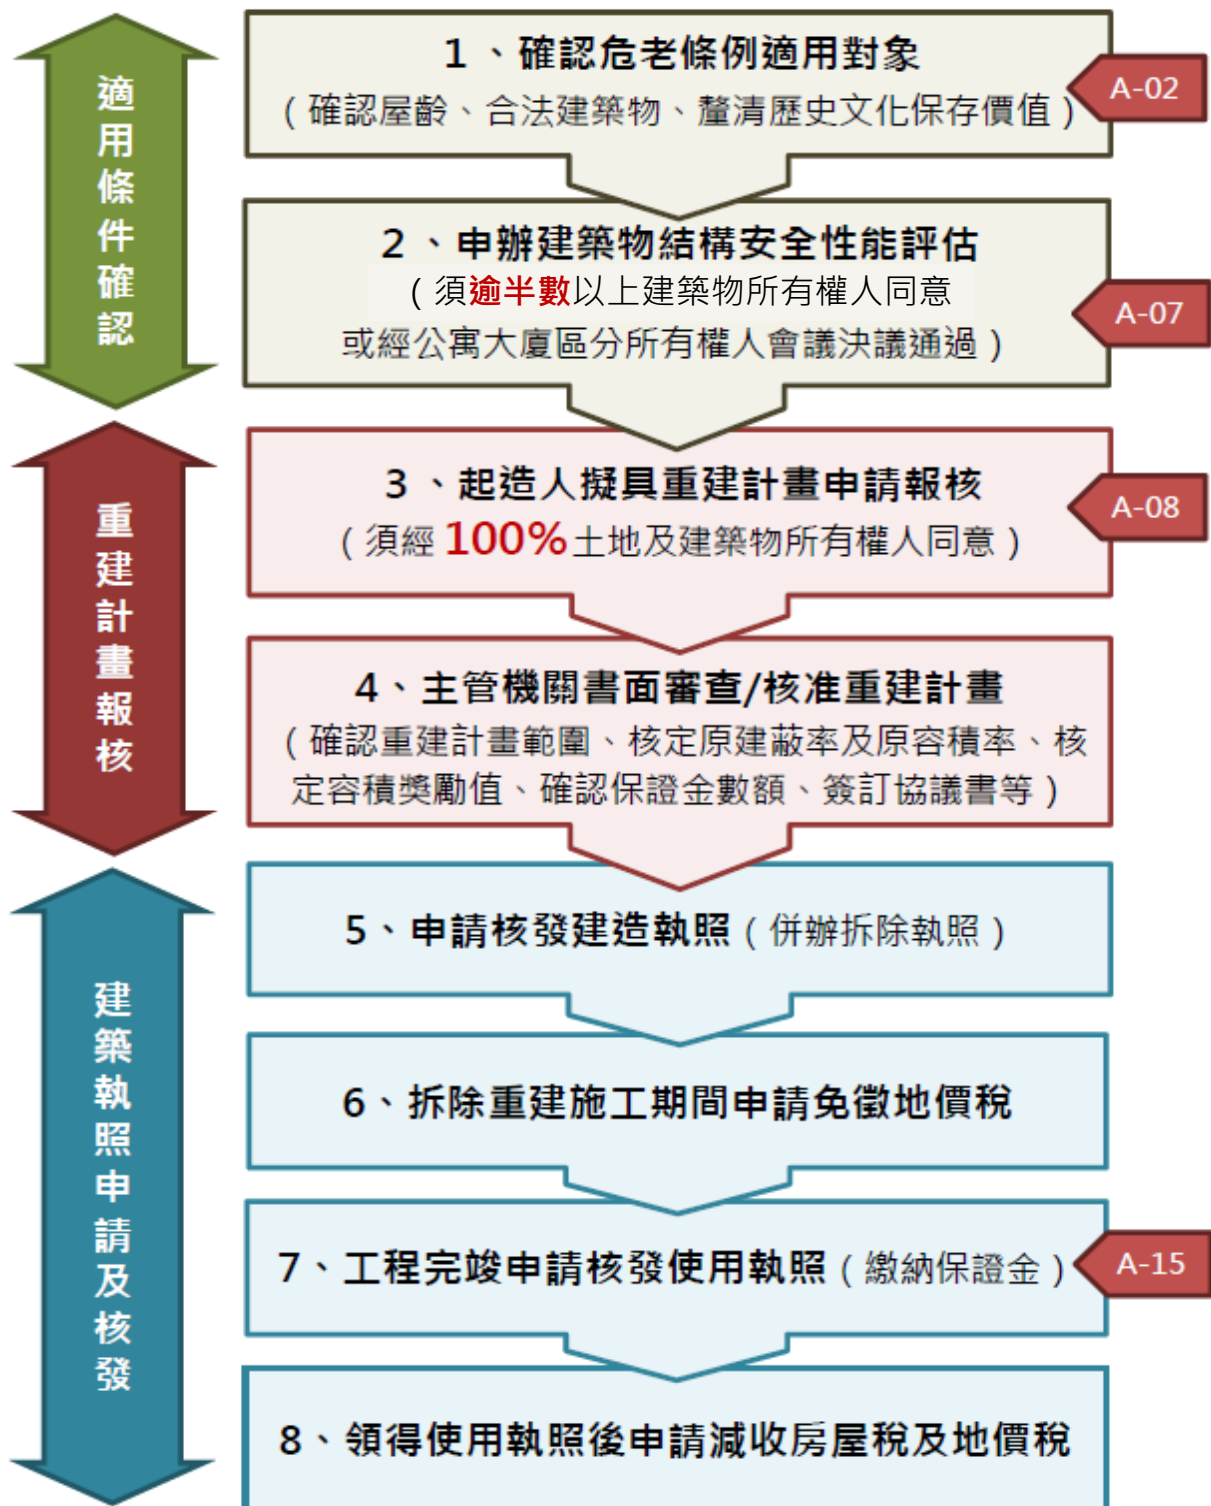 適用條件確認
1、確認危老條例適用對象
（確認屋齡、合法建築物、釐清歷史文化保存價值）
A-02
2、申辦建築物結構安全性能評估
（須逾半數以上建築物所有權人同意
或經公寓大廈區分所有權人會議決議通過）
A-07
重建計畫報核
3、起造人擬具重建計畫申請報核
（須經100%土地及建築物所有權人同意）
A-08
4、主管機關書面審查/核准重建計畫
（確認重建計畫範圍、核定原建蔽率及原容積率、核
定容積獎勵值、確認保證金數額、簽訂協議書等）
建築執照申請及核發
5、申請核發建造執照（併辦拆除執照）
6、拆除重建施工期間申請免徵地價稅
7、工程完竣申請核發使用執照（繳納保證金）
A-15
8、領得使用執照後申請減收房屋稅及地價稅